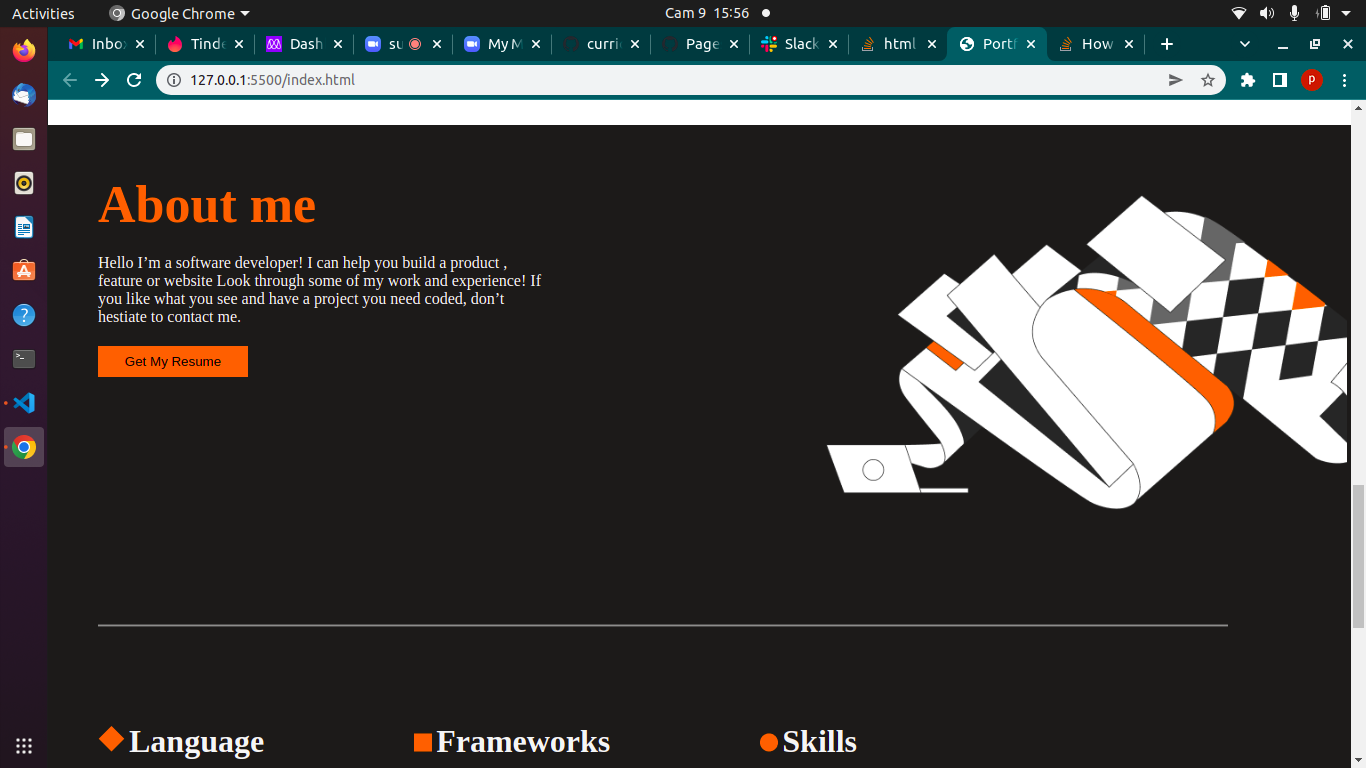 Activities
Google Chrome
Cam 9 15:56
Inbo
Tind
Dash
su
My M
curri
Page
Slack
html
Portf
How
127.0.0.1:5500/index.html
p
About me
Hello I’m a software developer! I can help you build a product ,
feature or website Look through some of my work and experience! If
you like what you see and have a project you need coded, don’t
hestiate to contact me.
Get My Resume
Language
Frameworks
Skills